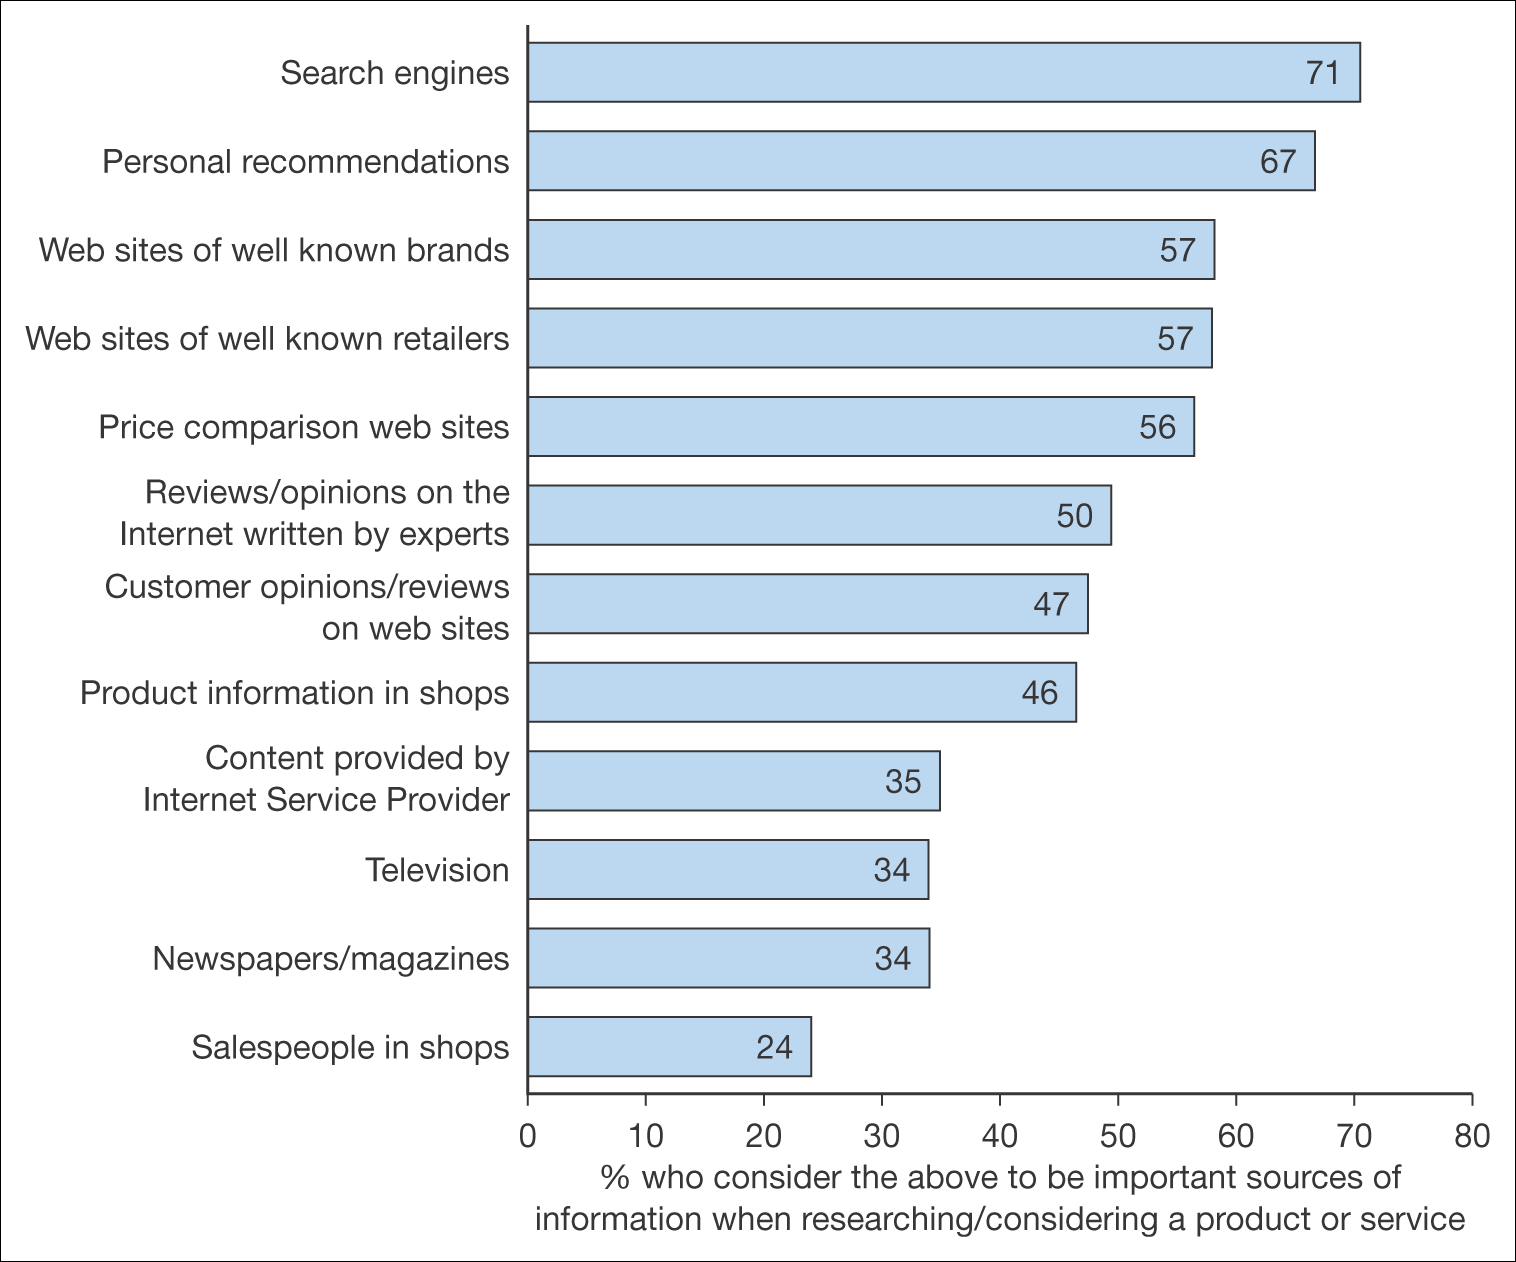 Search engines
71
Personal recommendations
67
Web sites of well known brands
57
Web sites of well known retailers
57
Price comparison web sites
56
Reviews/opinions on the
Internet written by experts
50
Customer opinions/reviews
on web sites
47
Product information in shops
46
Content provided by
Internet Service Provider
35
Television
34
Newspapers/magazines
34
Salespeople in shops
24
0 10 20 30 40 50 60 70 80
% who consider the above to be important sources of
information when researching/considering a product or service